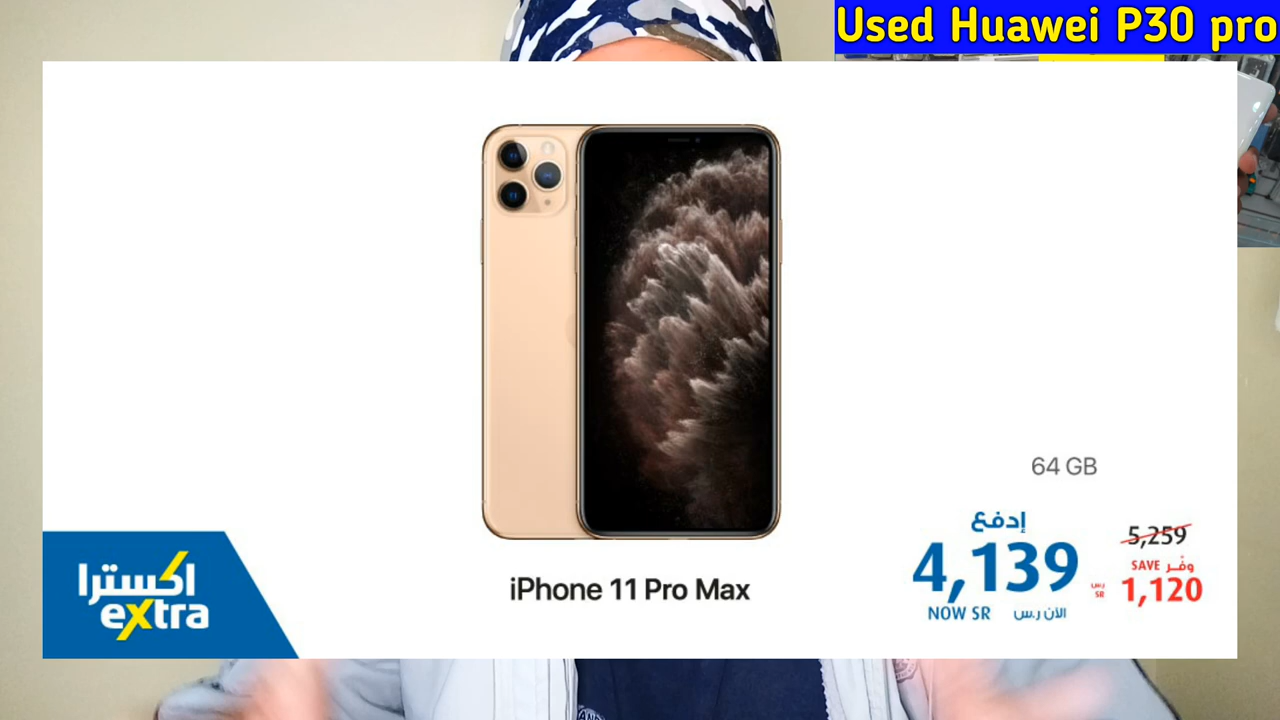 Used Huawei P30 pro
64 GB
إدفع
4,139
NOW SR الآن ر.س
5,259
SAVE وفّر
ر.س
SR
1,120
iPhone 11 Pro Max
اكسترا
extra